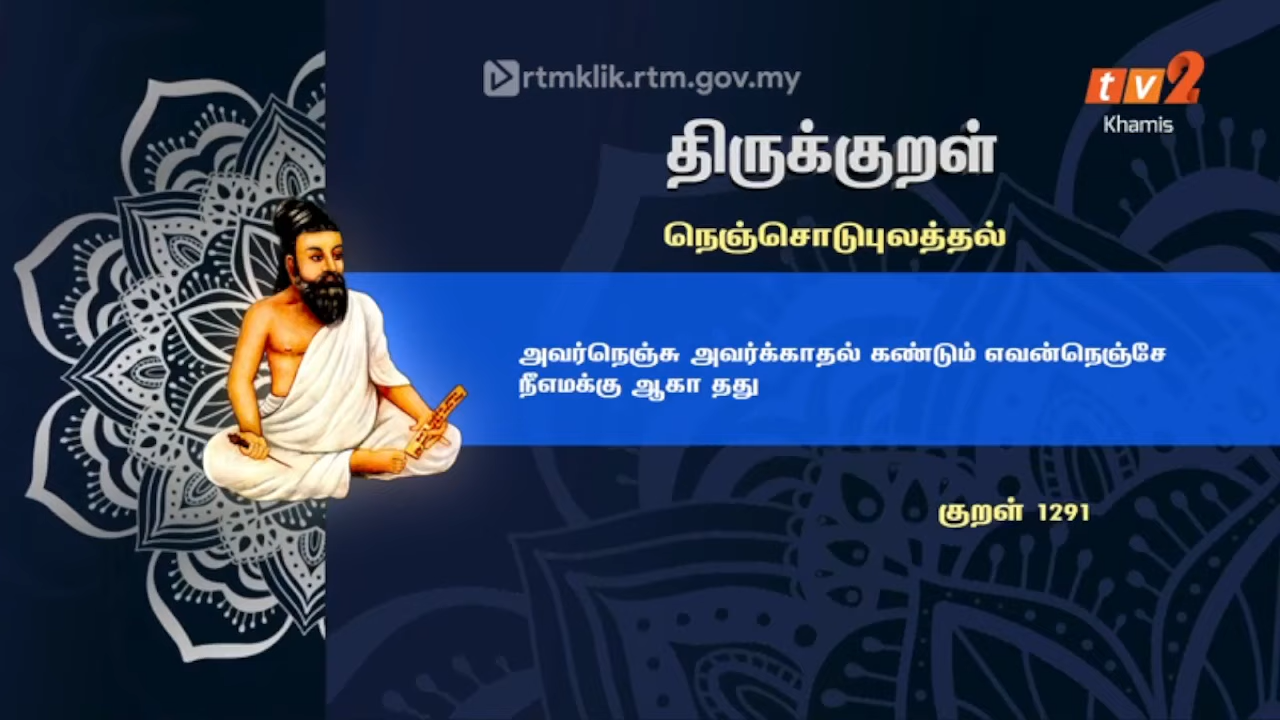 rtmklik.rtm.gov.my
tv2
Khamis
திருக்குறள்
நெஞ்சொடுபுலத்தல்
அவர்நெஞ்சு அவர்க்காதல் கண்டும் எவன்நெஞ்சே
நீஎமக்கு ஆகா தது
குறள் 1291